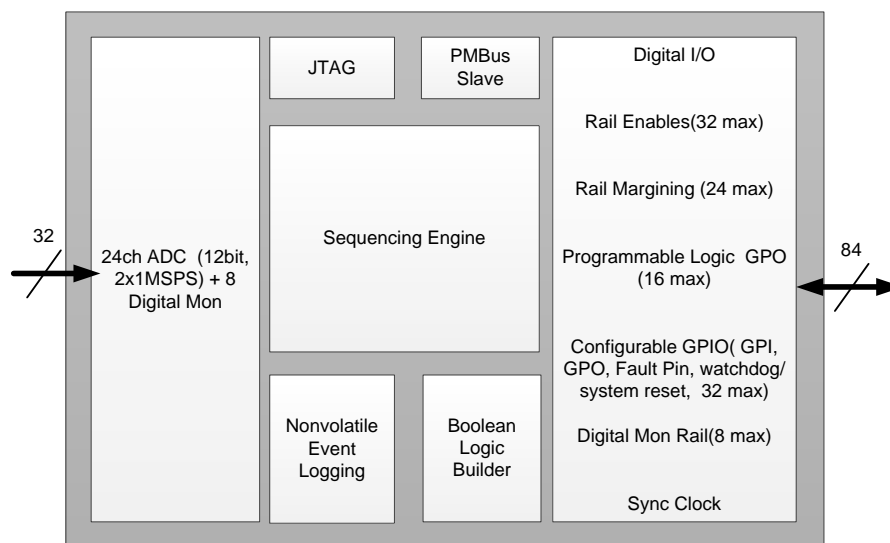 32
24ch ADC (12bit,
2x1MSPS) + 8
Digital Mon
JTAG
PMBus
Slave
Sequencing Engine
Nonvolatile
Event
Logging
Boolean
Logic
Builder
Digital I/O
Rail Enables(32 max)
Rail Margining (24 max)
Programmable Logic GPO
(16 max)
Configurable GPIO( GPI,
GPO, Fault Pin, watchdog/
system reset, 32 max)
Digital Mon Rail(8 max)
Sync Clock
84